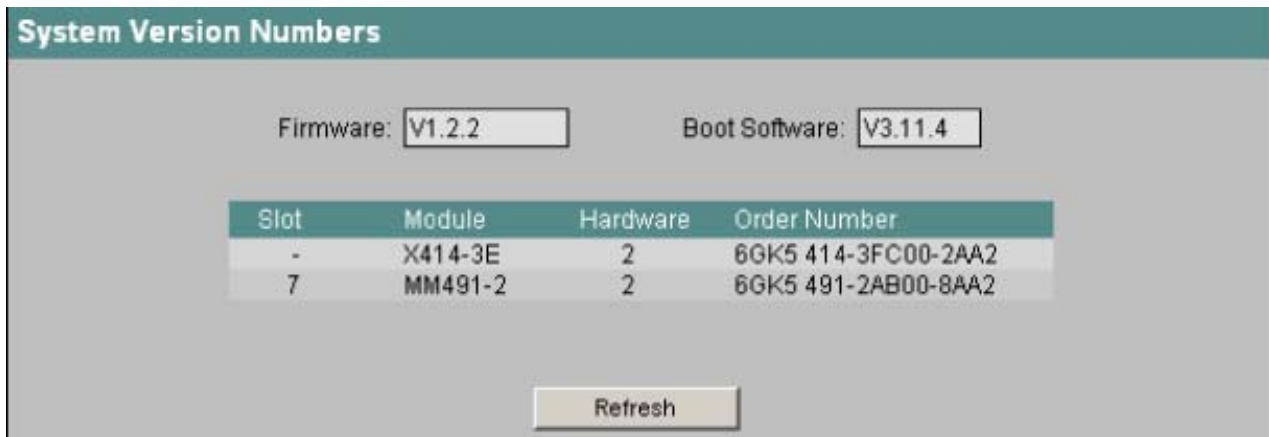 System Version Numbers
Firmware: V1.2.2 Boot Software: V3.11.4
Slot Module Hardware Order Number
- X414-3E 2 6GK5 414-3FC00-2AA2
7 MM491-2 2 6GK5 491-2AB00-8AA2
Refresh